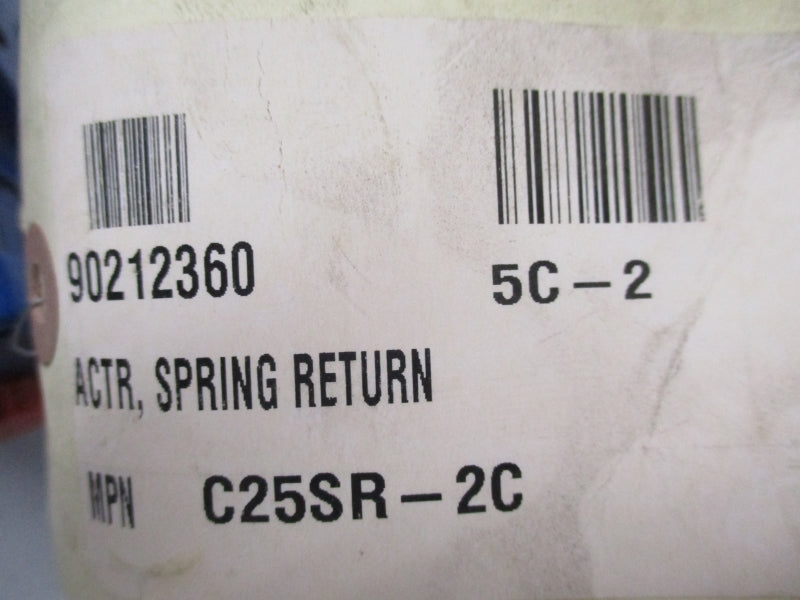 90212360 5C-2
ACTR, SPRING RETURN
MPN C25SR-2C